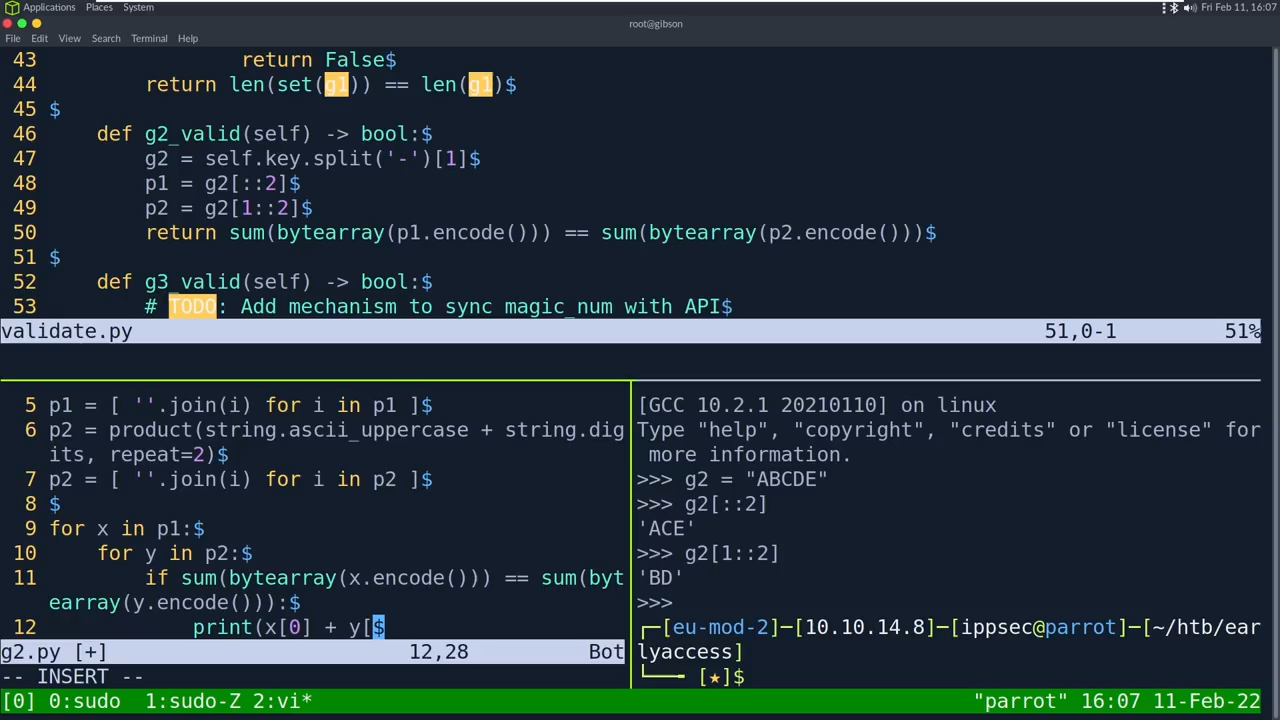 Applications Places System Fri Feb 11, 16:07
root@gibson
File Edit View Search Terminal Help
43                 return False$
44         return len(set(g1)) == len(g1)$
45 $
46     def g2_valid(self) -> bool:$
47         g2 = self.key.split('-')[1]$
48         p1 = g2[::2]$
49         p2 = g2[1::2]$
50         return sum(bytearray(p1.encode())) == sum(bytearray(p2.encode()))$
51 $
52     def g3_valid(self) -> bool:$
53         # TODO: Add mechanism to sync magic_num with API$
validate.py 51,0-1 51%
5 p1 = [ ''.join(i) for i in p1 ]$
6 p2 = product(string.ascii_uppercase + string.dig
its, repeat=2)$
7 p2 = [ ''.join(i) for i in p2 ]$
8 $
9 for x in p1:$
10     for y in p2:$
11         if sum(bytearray(x.encode())) == sum(byt
earray(y.encode())):$
12             print(x[0] + y[$
g2.py [+] 12,28 Bot
-- INSERT --
[GCC 10.2.1 20210110] on linux
Type "help", "copyright", "credits" or "license" for
more information.
>>> g2 = "ABCDE"
>>> g2[::2]
'ACE'
>>> g2[1::2]
'BD'
>>>
┌─[eu-mod-2]─[10.10.14.8]─[ippsec@parrot]─[~/htb/ear
lyaccess]
└──╼ [★]$
[0] 0:sudo 1:sudo-Z 2:vi* "parrot" 16:07 11-Feb-22